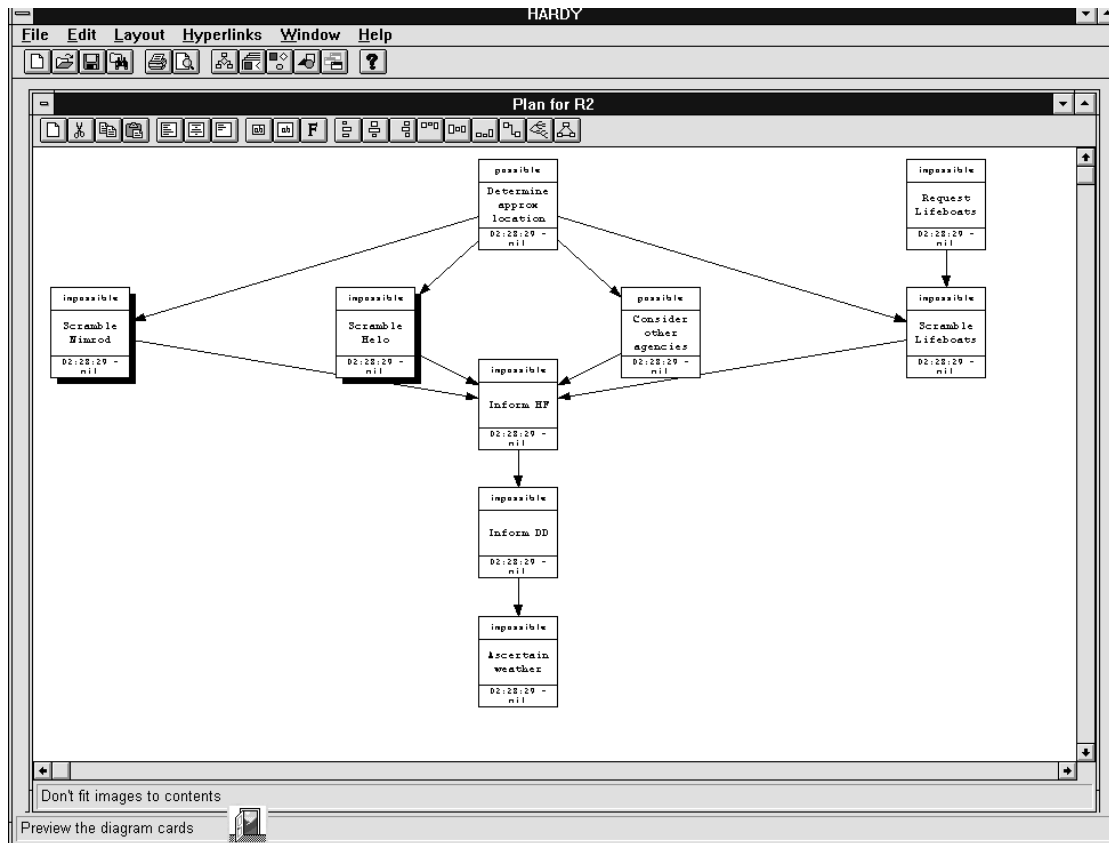 HARDY
File Edit Layout Hyperlinks Window Help
?
Plan for R2
ab ab F
possible
Determine
approx
location
02:28:29 -
nil
impossible
Request
Lifeboats
02:28:29 -
nil
impossible
Scramble
Nimrod
02:28:29 -
nil
impossible
Scramble
Helo
02:28:29 -
nil
possible
Consider
other
agencies
02:28:29 -
nil
impossible
Scramble
Lifeboats
02:28:29 -
nil
impossible
Inform HF
02:28:29 -
nil
impossible
Inform DD
02:28:29 -
nil
impossible
Ascertain
weather
02:28:29 -
nil
Don't fit images to contents
Preview the diagram cards